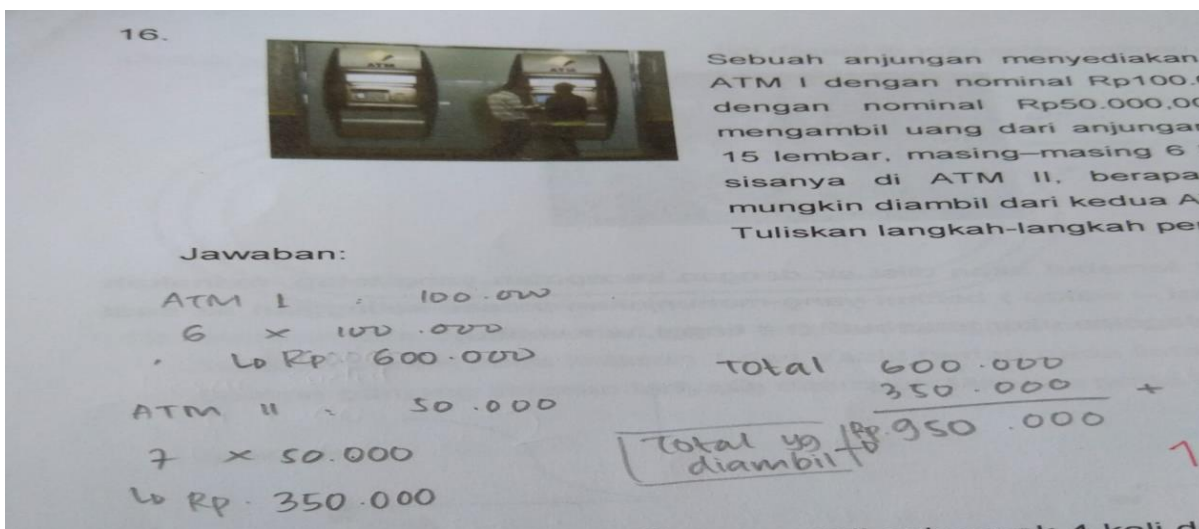 16.
ATM ATM
Sebuah anjungan menyediakan
ATM I dengan nominal Rp100.
dengan nominal Rp50.000,00
mengambil uang dari anjungan
15 lembar, masing–masing 6
sisanya di ATM II, berapa
mungkin diambil dari kedua A
Tuliskan langkah-langkah pe
Jawaban:
ATM I : 100.000
6 × 100.000
Rp 600.000
ATM II : 50.000
7 × 50.000
Rp. 350.000
Total 600.000
350.000 +
Rp. 950.000
Total yg diambil